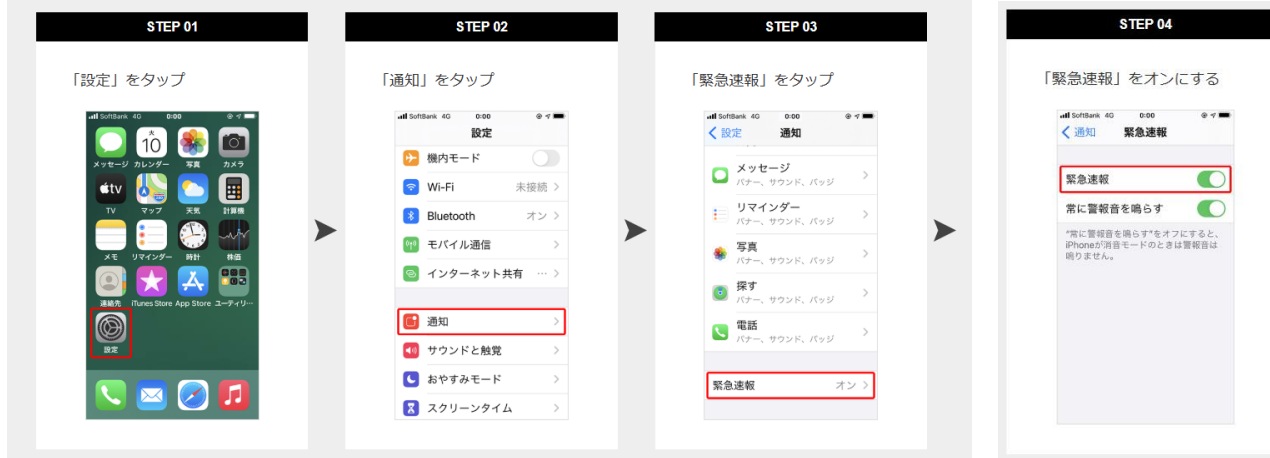 STEP 01
「設定」をタップ
SoftBank 4G 0:00
火
10
メッセージ カレンダー 写真 カメラ
tv
TV マップ 天気 計算機
メモ リマインダー 時計 株価
連絡先 iTunes Store App Store ユーティリ…
設定
STEP 02
「通知」をタップ
SoftBank 4G 0:00
設定
機内モード
Wi-Fi 未接続
Bluetooth オン
モバイル通信
インターネット共有 …
通知
サウンドと触覚
おやすみモード
スクリーンタイム
STEP 03
「緊急速報」をタップ
SoftBank 4G 0:00
設定 通知
メッセージ
バナー、サウンド、バッジ
リマインダー
バナー、サウンド、バッジ
写真
バナー、サウンド、バッジ
探す
バナー、サウンド、バッジ
電話
バナー、サウンド、バッジ
緊急速報 オン
STEP 04
「緊急速報」をオンにする
SoftBank 4G 0:00
通知 緊急速報
緊急速報
常に警報音を鳴らす
"常に警報音を鳴らす"をオフにすると、
iPhoneが消音モードのときは警報音は
鳴りません。